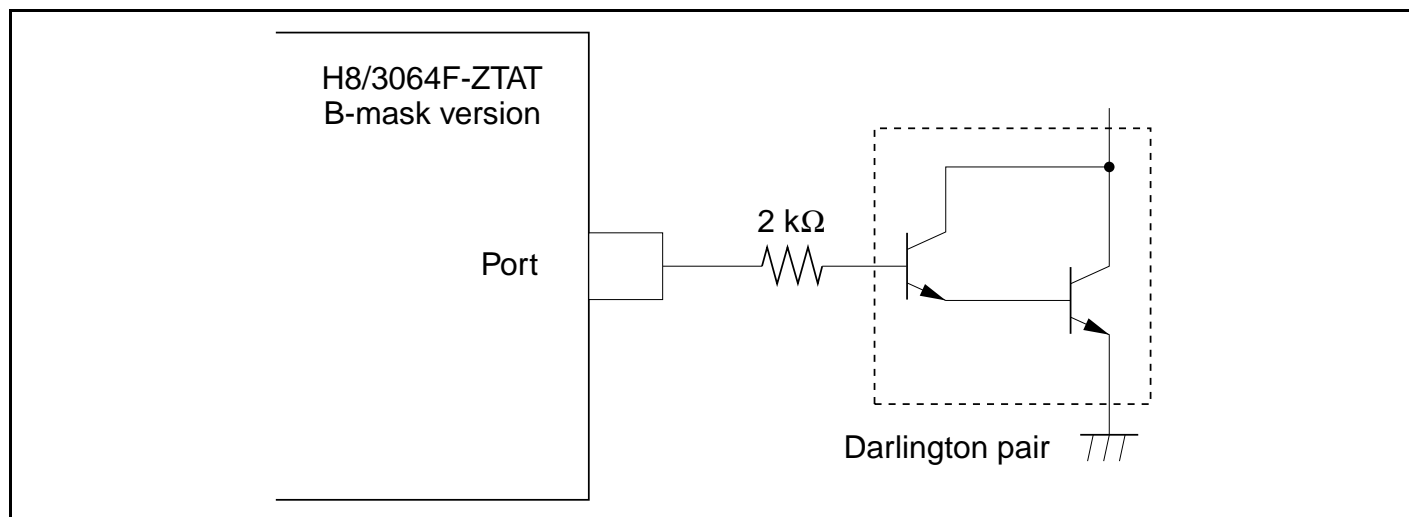 H8/3064F-ZTAT
B-mask version
2 kΩ
Port
Darlington pair